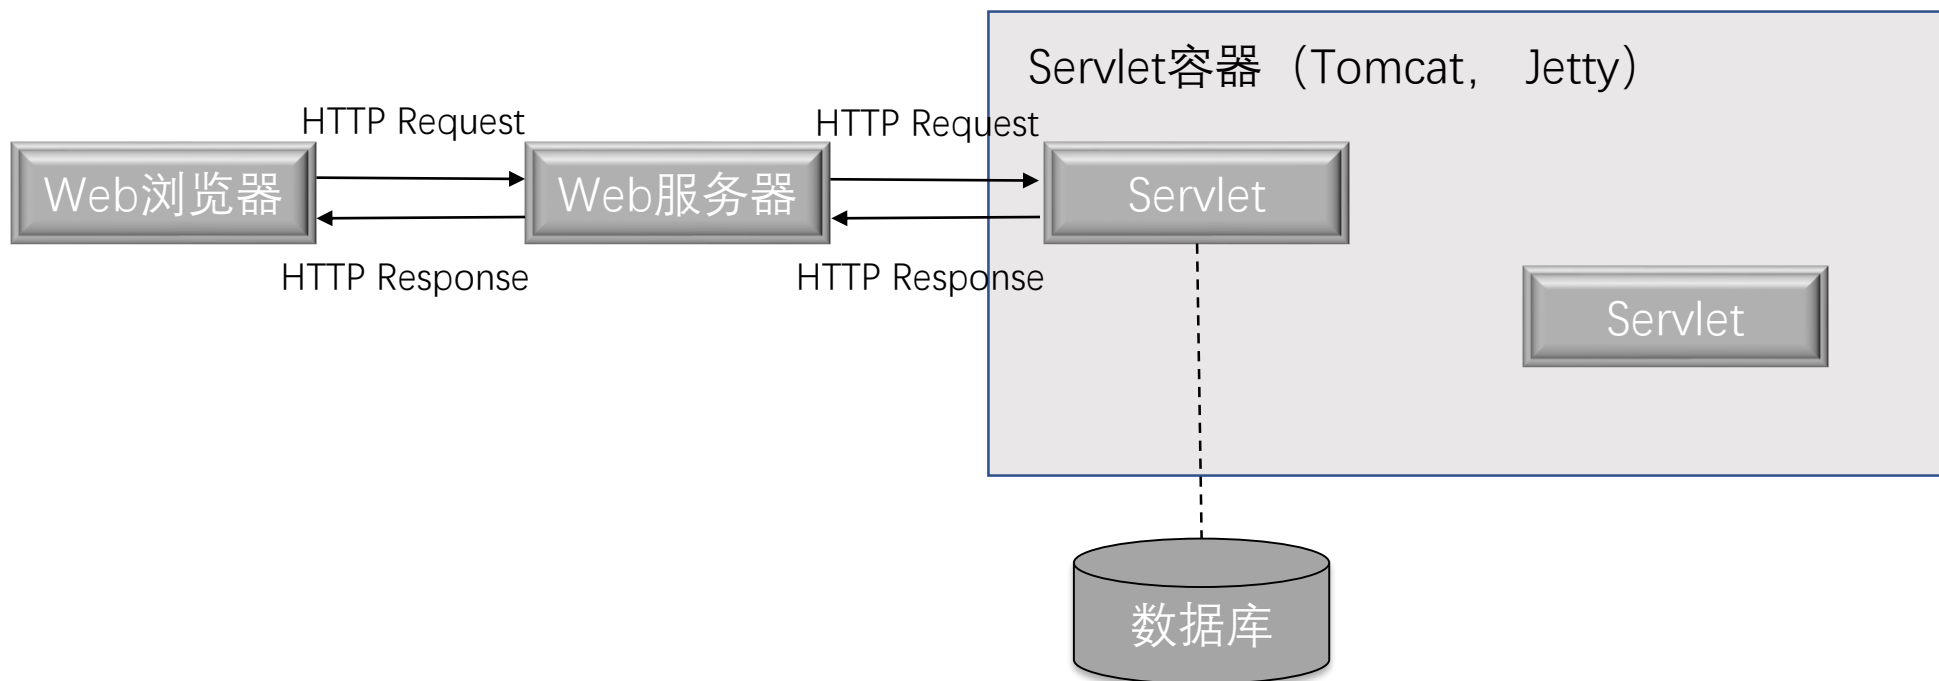 Servlet容器（Tomcat, Jetty）
HTTP Request
HTTP Request
Web浏览器
Web服务器
Servlet
HTTP Response
HTTP Response
Servlet
数据库